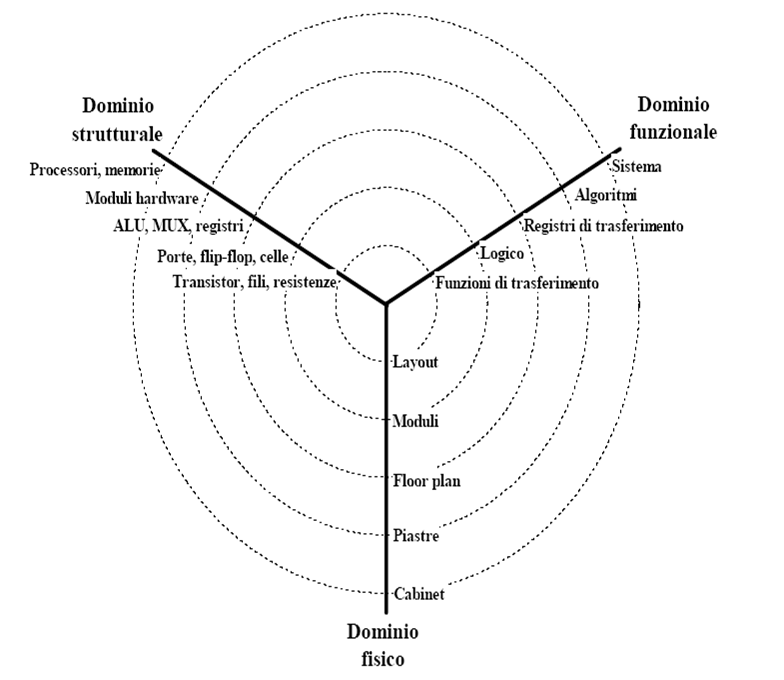 Dominio
strutturale
Dominio
funzionale
Processori, memorie
Moduli hardware
ALU, MUX, registri
Porte, flip-flop, celle
Transistor, fili, resistenze
Sistema
Algoritmi
Registri di trasferimento
Logico
Funzioni di trasferimento
Layout
Moduli
Floor plan
Piastre
Cabinet
Dominio
fisico